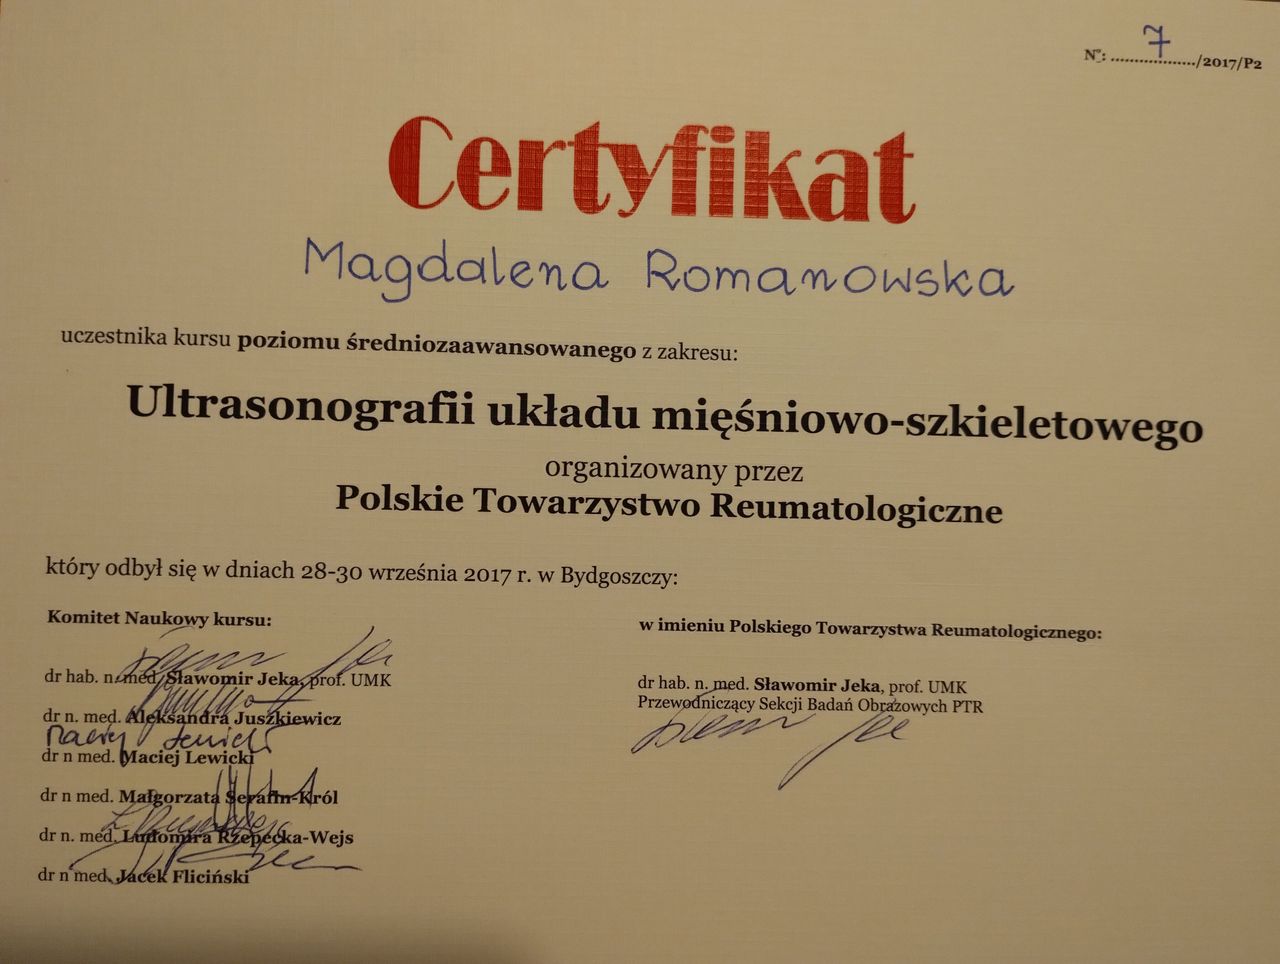 Nº: 7 ................../2017/P2
Certyfikat
Magdalena Romanowska
uczestnika kursu poziomu średniozaawansowanego z zakresu:
Ultrasonografii układu mięśniowo-szkieletowego
organizowany przez
Polskie Towarzystwo Reumatologiczne
który odbył się w dniach 28-30 września 2017 r. w Bydgoszczy:
Komitet Naukowy kursu:
dr hab. n. med. Sławomir Jeka, prof. UMK
dr n. med. Aleksandra Juszkiewicz
Maciej Lewicki
dr n med. Maciej Lewicki
dr n med. Małgorzata Serafin-Król
dr n. med. Ludomira Rzepecka-Wejs
dr n med. Jacek Fliciński
w imieniu Polskiego Towarzystwa Reumatologicznego:
dr hab. n. med. Sławomir Jeka, prof. UMK
Przewodniczący Sekcji Badań Obrazowych PTR